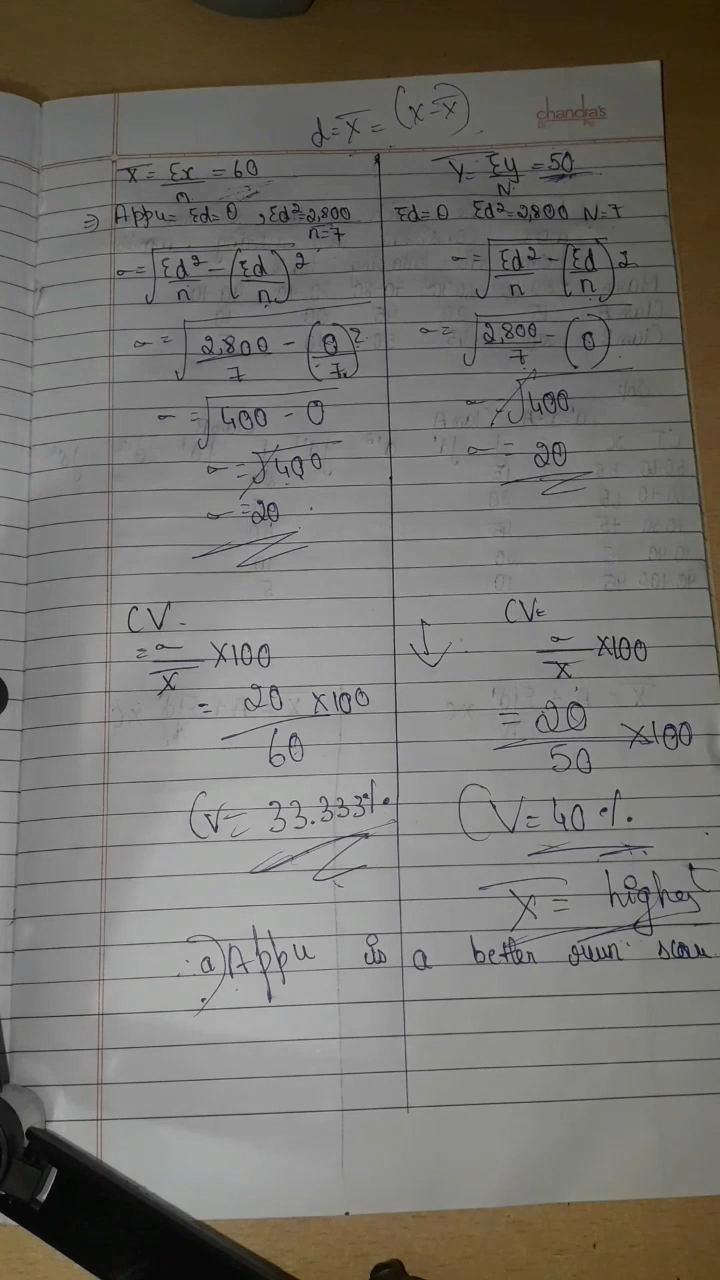 chandra's
d = x̄ = (x = x̄)
x̄ = Σx/n = 60
ȳ = Σy/N = 50
⇒ Appu = Σd = 0, Σd² = 2,800
n = 7
Σd = 0 Σd² = 2,800 N = 7
σ = √(Σd²/n − (Σd/n)²)
σ = √(Σd²/n − (Σd/n)²)
σ = √(2,800/7 − (0/7)²)
σ = √(2,800/7 − (0))
σ = √(400 − 0)
σ = √400
σ = √400
σ = 20
σ = 20
CV
= σ/x̄ × 100
= 20/60 × 100
CV = 33.333%
↓
CV =
σ/x̄ × 100
= 20/50 × 100
CV = 40%
x̄ = highest
∴ a) Appu is a better